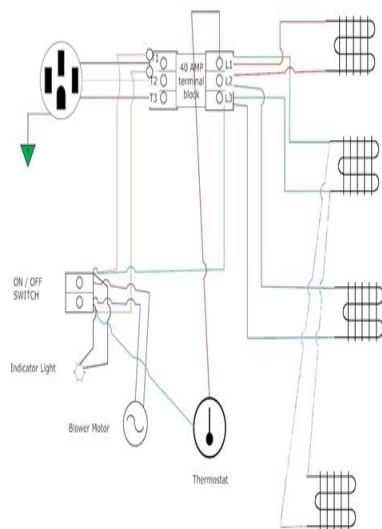 T1
40 AMP
terminal
block
L1
T2
L2
T3
L3
ON / OFF
SWITCH
Indicator Light
Blower Motor
Thermostat